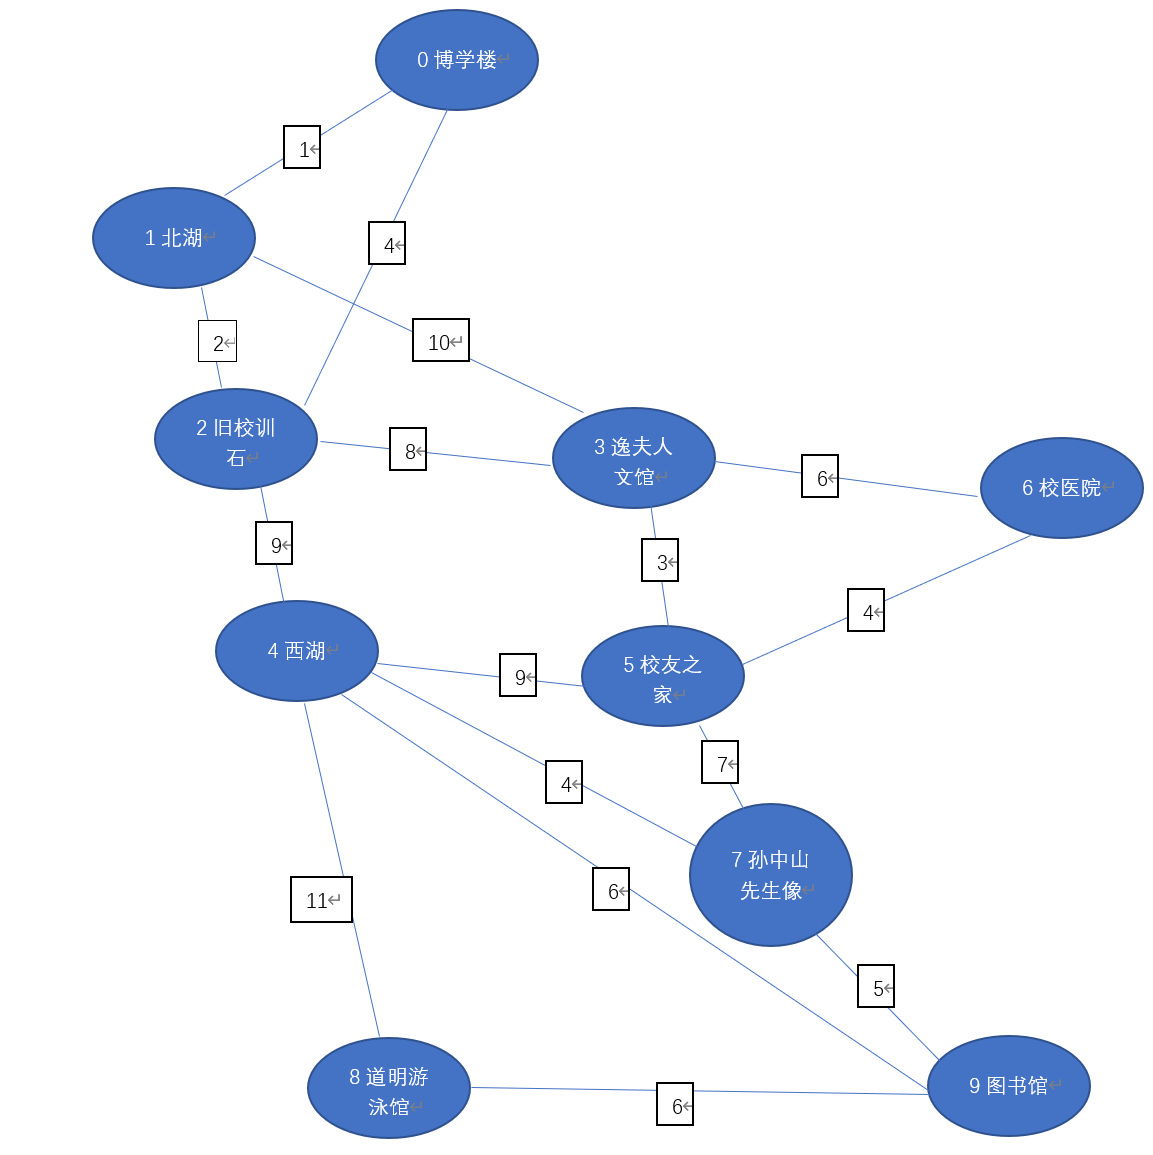 0 博学楼
1
1 北湖
4
2
10
2 旧校训
石
8
3 逸夫人
文馆
6
6 校医院
9
3
4
4 西湖
9
5 校友之
家
7
4
7 孙中山
先生像
6
11
5
8 道明游
泳馆
6
9 图书馆